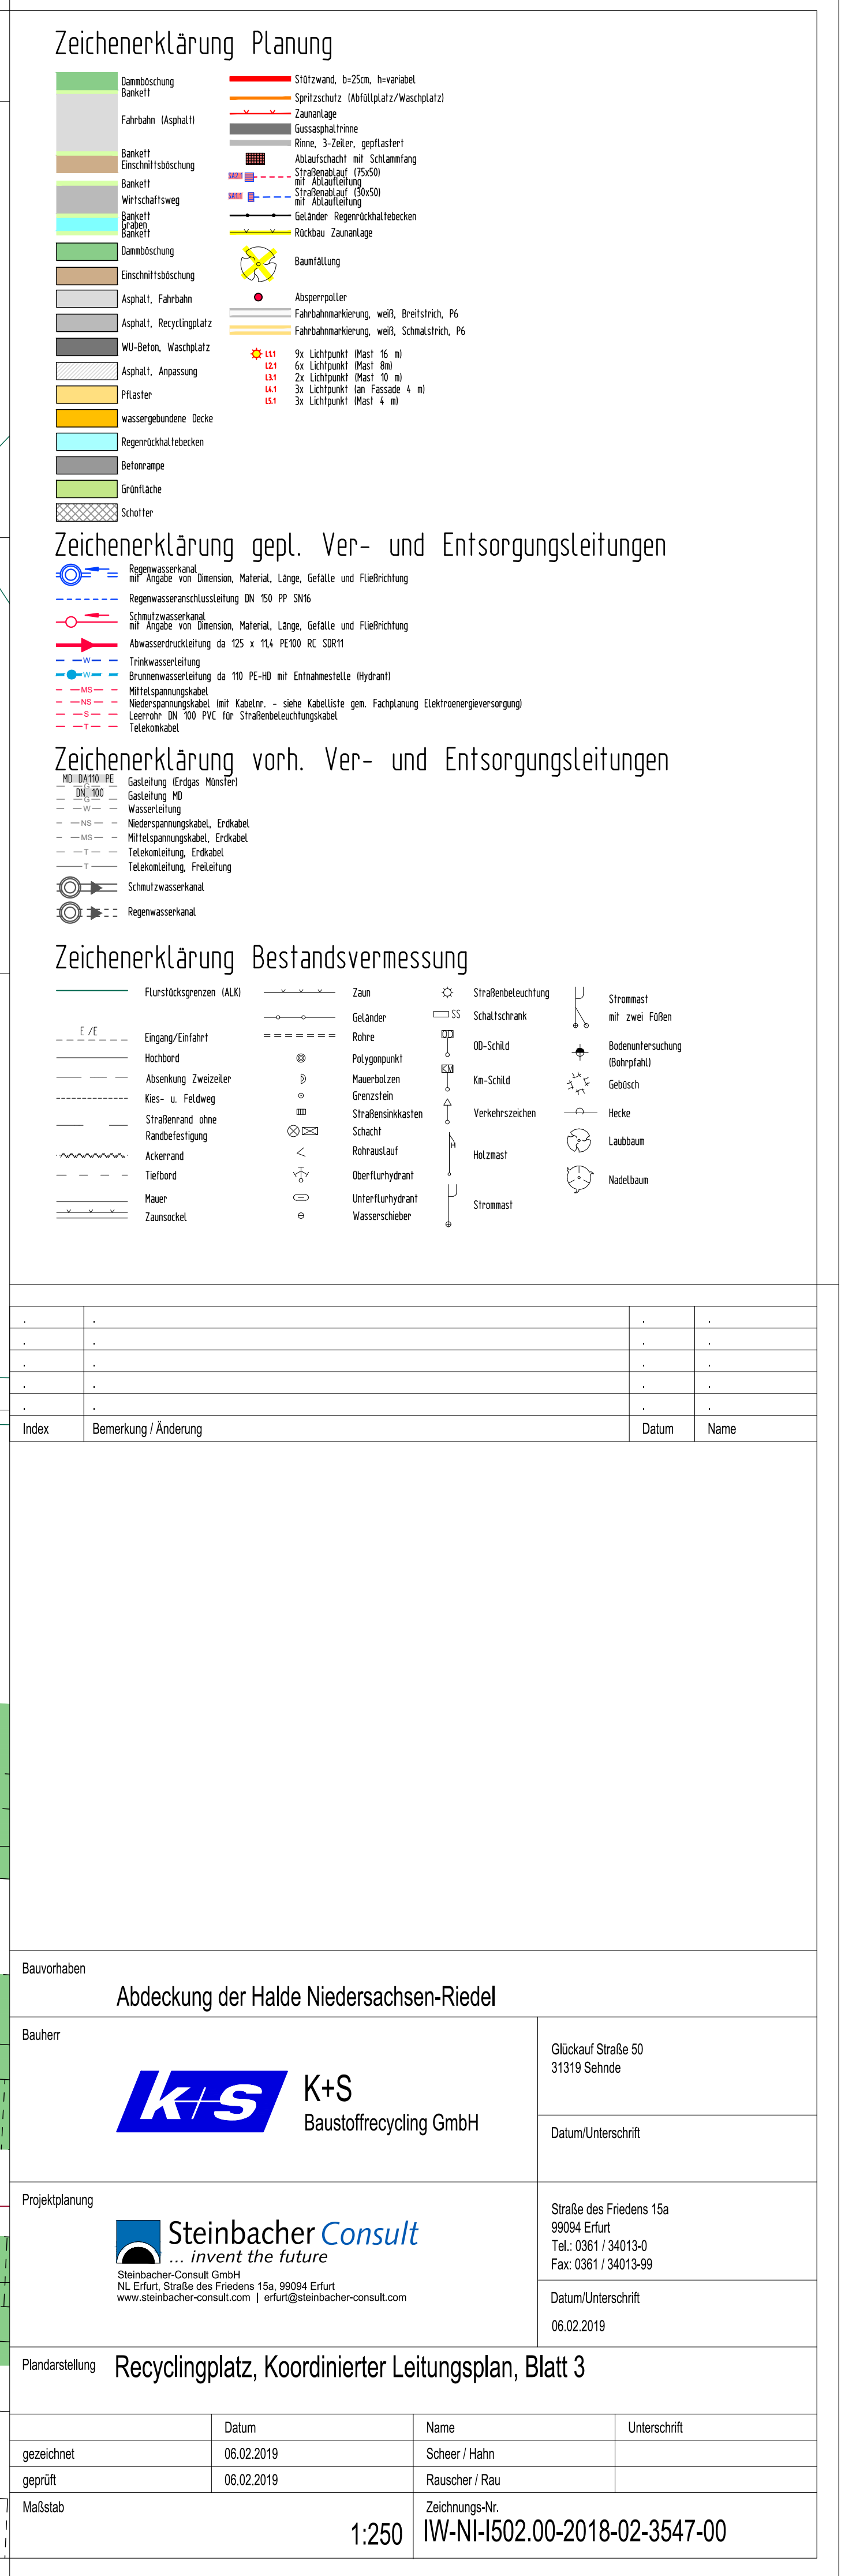 Zeichenerklärung Planung
Dammböschung
Bankett
Fahrbahn (Asphalt)
Bankett
Einschnittsböschung
Bankett
Wirtschaftsweg
Bankett
Graben
Bankett
Dammböschung
Einschnittsböschung
Asphalt, Fahrbahn
Asphalt, Recyclingplatz
WU-Beton, Waschplatz
Asphalt, Anpassung
Pflaster
wassergebundene Decke
Regenrückhaltebecken
Betonrampe
Grünfläche
Schotter
Stützwand, b=25cm, h=variabel
Spritzschutz (Abfüllplatz/Waschplatz)
Zaunanlage
Gussasphaltrinne
Rinne, 3-Zeiler, gepflastert
Ablaufschacht mit Schlammfang
SA2.1 Straßenablauf (75x50)
mit Ablaufleitung
SA1.1 Straßenablauf (30x50)
mit Ablaufleitung
Geländer Regenrückhaltebecken
Rückbau Zaunanlage
Baumfällung
Absperrpoller
Fahrbahnmarkierung, weiß, Breitstrich, P6
Fahrbahnmarkierung, weiß, Schmalstrich, P6
L1.1 9x Lichtpunkt (Mast 16 m)
L2.1 6x Lichtpunkt (Mast 8m)
L3.1 2x Lichtpunkt (Mast 10 m)
L4.1 3x Lichtpunkt (an Fassade 4 m)
L5.1 3x Lichtpunkt (Mast 4 m)
Zeichenerklärung gepl. Ver- und Entsorgungsleitungen
Regenwasserkanal
mit Angabe von Dimension, Material, Länge, Gefälle und Fließrichtung
Regenwasseranschlussleitung DN 150 PP SN16
Schmutzwasserkanal
mit Angabe von Dimension, Material, Länge, Gefälle und Fließrichtung
Abwasserdruckleitung da 125 x 11,4 PE100 RC SDR11
W Trinkwasserleitung
W Brunnenwasserleitung da 110 PE-HD mit Entnahmestelle (Hydrant)
MS Mittelspannungskabel
NS Niederspannungskabel (mit Kabelnr. - siehe Kabelliste gem. Fachplanung Elektroenergieversorgung)
S Leerrohr DN 100 PVC für Straßenbeleuchtungskabel
T Telekomkabel
Zeichenerklärung vorh. Ver- und Entsorgungsleitungen
MD DA110 PE
G Gasleitung (Erdgas Münster)
DN 100
G Gasleitung MD
W Wasserleitung
NS Niederspannungskabel, Erdkabel
MS Mittelspannungskabel, Erdkabel
T Telekomleitung, Erdkabel
T Telekomleitung, Freileitung
Schmutzwasserkanal
Regenwasserkanal
Zeichenerklärung Bestandsvermessung
Flurstücksgrenzen (ALK)
E /E
Eingang/Einfahrt
Hochbord
Absenkung Zweizeiler
Kies- u. Feldweg
Straßenrand ohne
Randbefestigung
Ackerrand
Tiefbord
Mauer
Zaunsockel
Zaun
Geländer
Rohre
Polygonpunkt
Mauerbolzen
Grenzstein
Straßensinkkasten
Schacht
Rohrauslauf
Oberflurhydrant
Unterflurhydrant
Wasserschieber
Straßenbeleuchtung
SS Schaltschrank
OD OD-Schild
KM Km-Schild
Verkehrszeichen
H Holzmast
Strommast
Strommast
mit zwei Füßen
Bodenuntersuchung
(Bohrpfahl)
Gebüsch
Hecke
Laubbaum
Nadelbaum
Index Bemerkung / Änderung Datum Name
Bauvorhaben
Abdeckung der Halde Niedersachsen-Riedel
Bauherr
K+S
K+S
Baustoffrecycling GmbH
Glückauf Straße 50
31319 Sehnde
Datum/Unterschrift
Projektplanung
Steinbacher Consult
... invent the future
Steinbacher-Consult GmbH
NL Erfurt, Straße des Friedens 15a, 99094 Erfurt
www.steinbacher-consult.com | erfurt@steinbacher-consult.com
Straße des Friedens 15a
99094 Erfurt
Tel.: 0361 / 34013-0
Fax: 0361 / 34013-99
Datum/Unterschrift
06.02.2019
Plandarstellung Recyclingplatz, Koordinierter Leitungsplan, Blatt 3
Datum Name Unterschrift
gezeichnet 06.02.2019 Scheer / Hahn
geprüft 06.02.2019 Rauscher / Rau
Maßstab 1:250
Zeichnungs-Nr.
IW-NI-I502.00-2018-02-3547-00